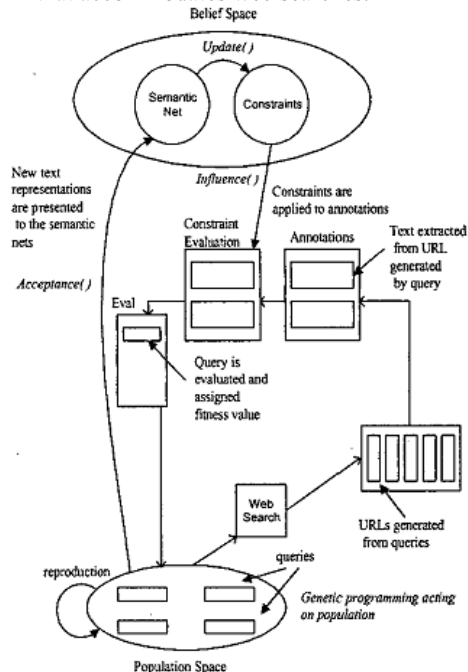 Belief Space
Update( )
Semantic
Net
Constraints
New text
representations
are presented
to the semantic
nets
Influence( )
Constraints are
applied to annotations
Constraint
Evaluation
Annotations
Text extracted
from URL
generated
by query
Acceptance( )
Eval
Query is
evaluated and
assigned
fitness value
Web
Search
URLs generated
from queries
queries
reproduction
Genetic programming acting
on population
Population Space